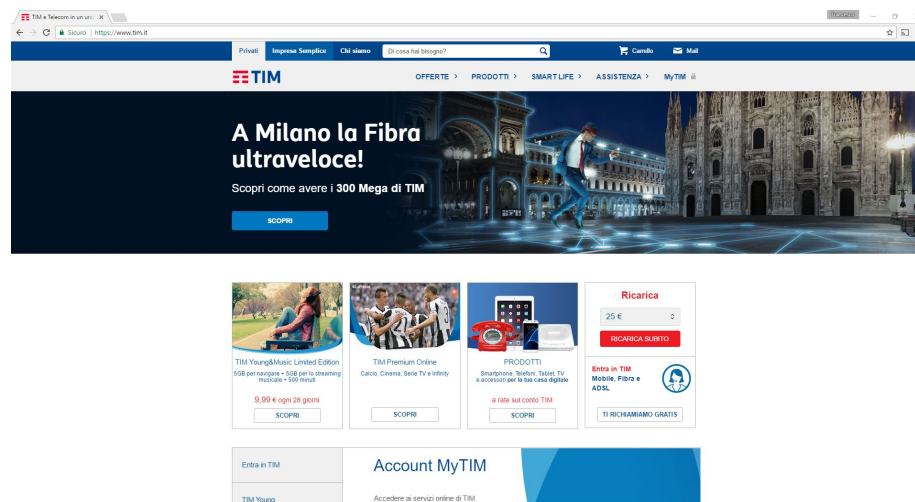 TIM e Telecom in un uni
Sicuro | https://www.tim.it
Privati Impresa Semplice Chi siamo Di cosa hai bisogno? Carrello Mail
TIM OFFERTE > PRODOTTI > SMART LIFE > ASSISTENZA > MyTIM
A Milano la Fibra
ultraveloce!
Scopri come avere i 300 Mega di TIM
SCOPRI
TIM Young&Music Limited Edition
5GB per navigare + 5GB per lo streaming
musicale + 500 minuti
9,99 € ogni 28 giorni
SCOPRI
TIM Premium Online
Calcio, Cinema, Serie TV e Infinity
SCOPRI
PRODOTTI
Smartphone, Telefoni, Tablet, TV
e accessori per la tua casa digitale
a rate sul conto TIM
SCOPRI
Ricarica
25 €
RICARICA SUBITO
Entra in TIM
Mobile, Fibra e
ADSL
TI RICHIAMIAMO GRATIS
Entra in TIM
TIM Young
Account MyTIM
Accedere ai servizi online di TIM